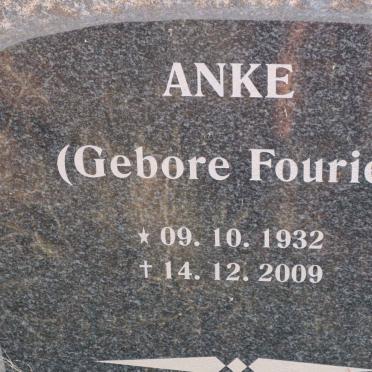 ANKE
(Gebore Fourie
★ 09. 10. 1932
† 14. 12. 2009